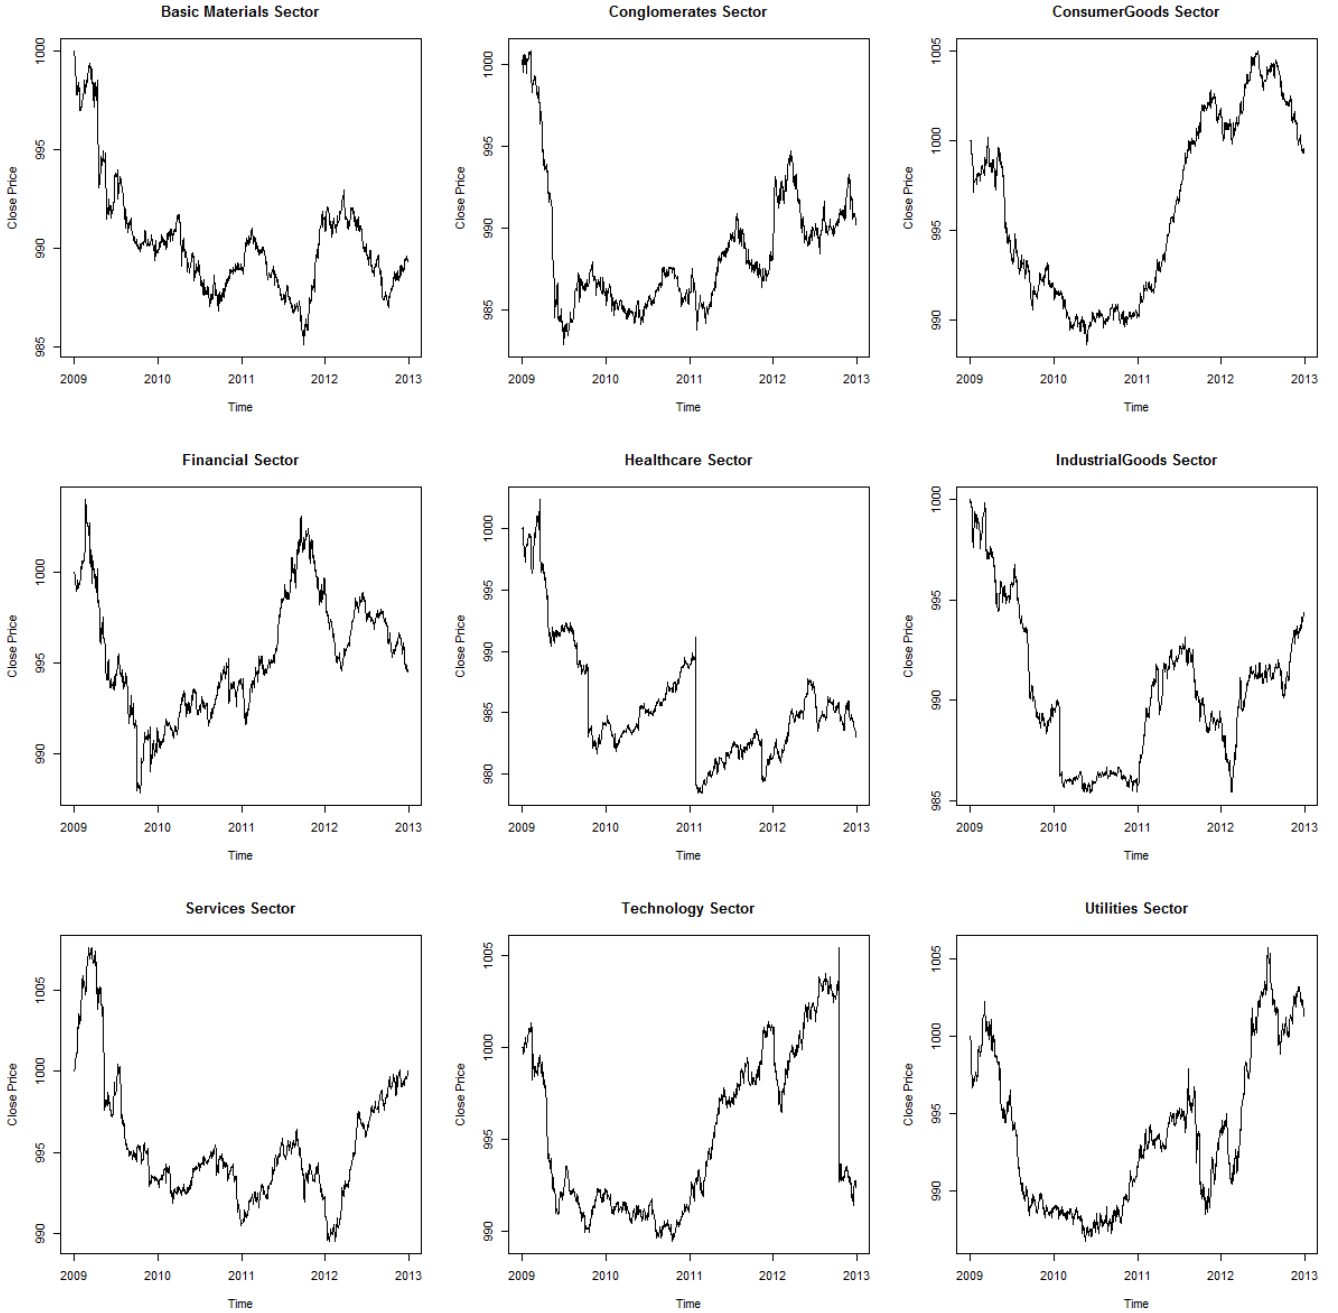 Basic Materials Sector
Close Price
985 990 995 1000
2009 2010 2011 2012 2013
Time
Conglomerates Sector
Close Price
985 990 995 1000
2009 2010 2011 2012 2013
Time
ConsumerGoods Sector
Close Price
990 995 1000 1005
2009 2010 2011 2012 2013
Time
Financial Sector
Close Price
990 995 1000
2009 2010 2011 2012 2013
Time
Healthcare Sector
Close Price
980 985 990 995 1000
2009 2010 2011 2012 2013
Time
IndustrialGoods Sector
Close Price
985 990 995 1000
2009 2010 2011 2012 2013
Time
Services Sector
Close Price
990 995 1000 1005
2009 2010 2011 2012 2013
Time
Technology Sector
Close Price
990 995 1000 1005
2009 2010 2011 2012 2013
Time
Utilities Sector
Close Price
990 995 1000 1005
2009 2010 2011 2012 2013
Time